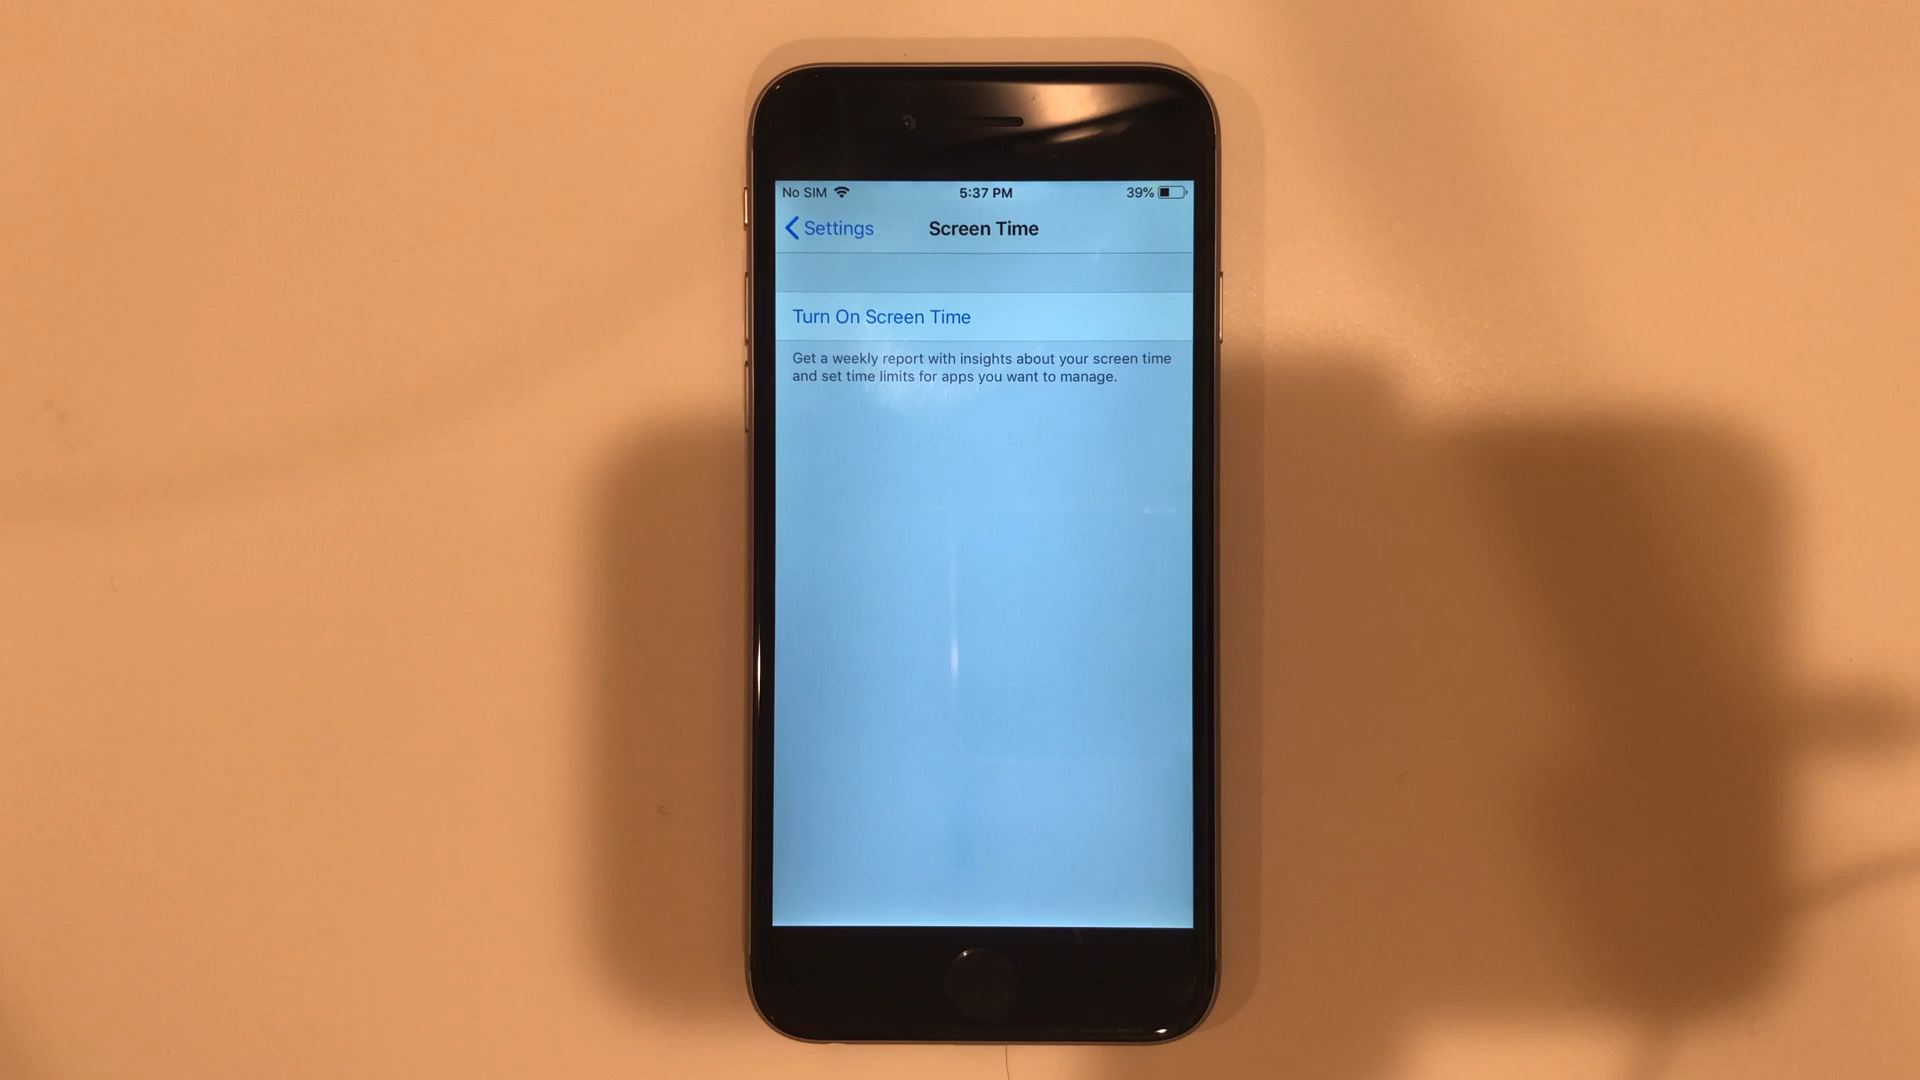 No SIM 5:37 PM 39%
Settings Screen Time
Turn On Screen Time
Get a weekly report with insights about your screen time
and set time limits for apps you want to manage.